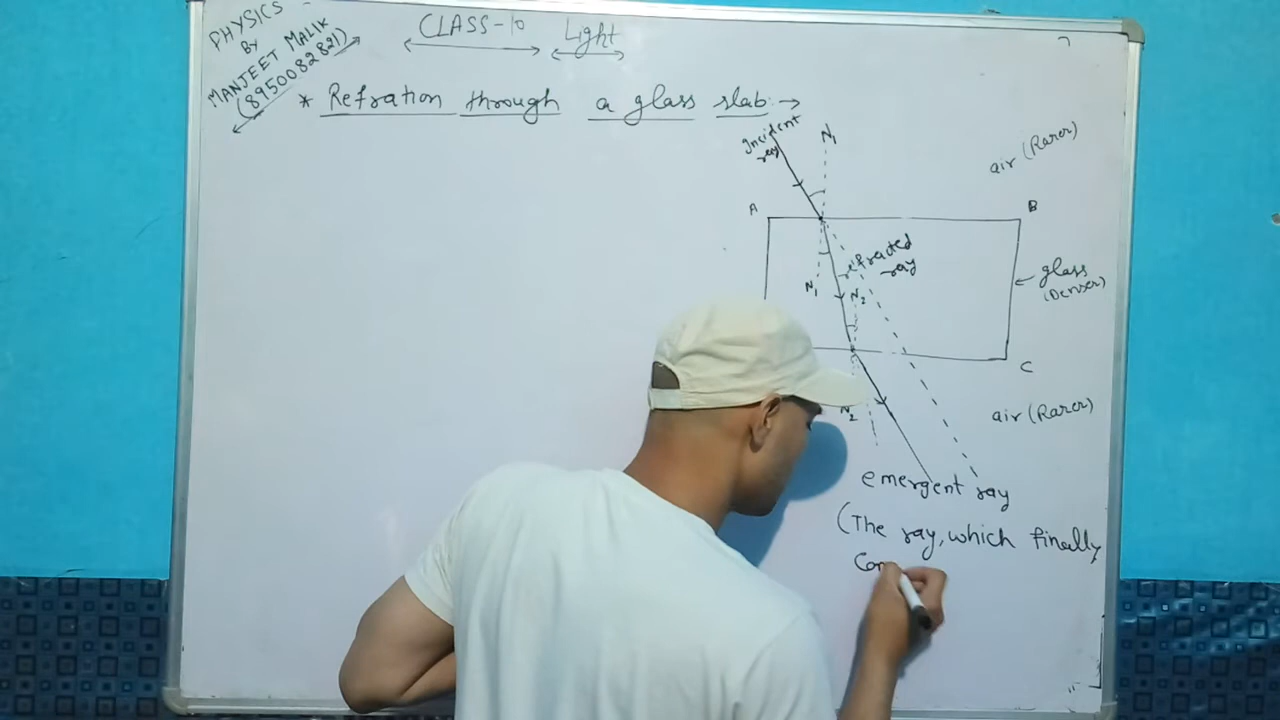 PHYSICS
By
MANJEET MALIK
(8950082821)
CLASS-10 Light
* Refration through a glass slab: →
Incident
ray
N1
air (Rarer)
A
B
refracted
ray
glass
(Denser)
N1
N2
C
air (Rarer)
N2
emergent ray
(The ray, which finally
Com